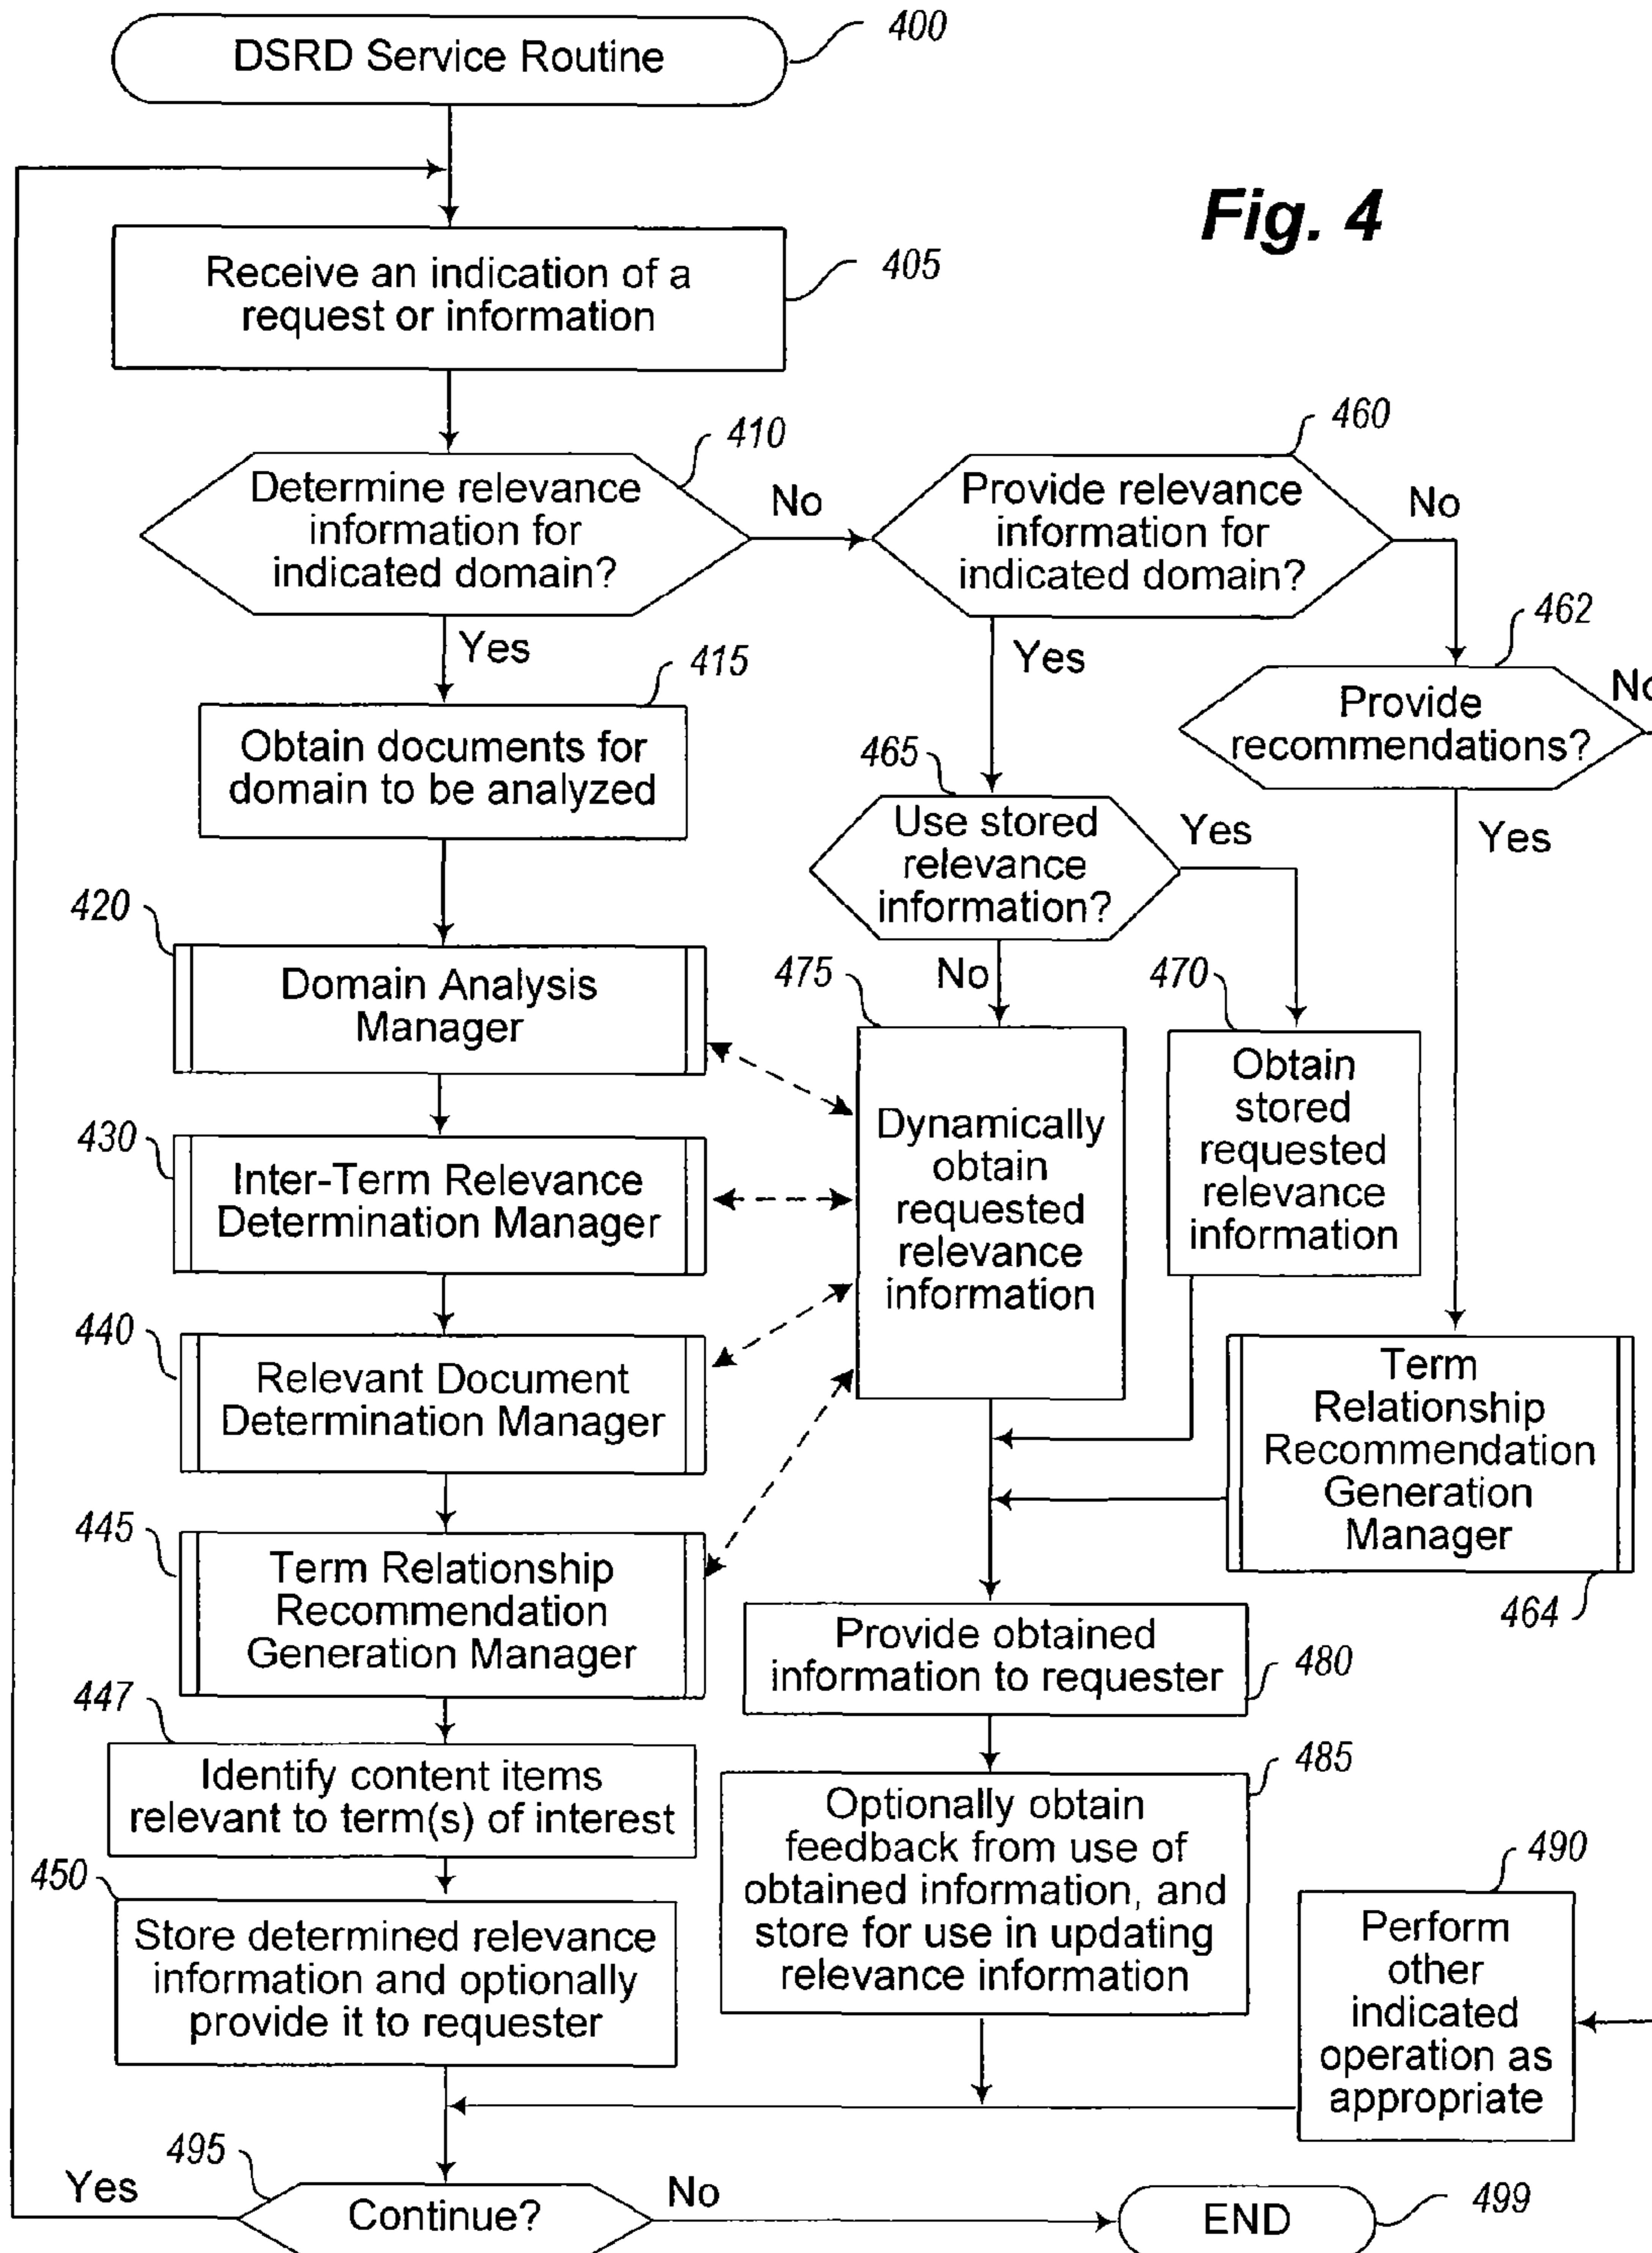 DSRD Service Routine
400
Fig. 4
Receive an indication of a
request or information
405
Determine relevance
information for
indicated domain?
410
No
Provide relevance
information for
indicated domain?
460
No
Yes
Obtain documents for
domain to be analyzed
415
Yes
462
Provide
recommendations?
No
Yes
465
Use stored
relevance
information?
Yes
No
420
Domain Analysis
Manager
475
Dynamically
obtain
requested
relevance
information
470
Obtain
stored
requested
relevance
information
430
Inter-Term Relevance
Determination Manager
440
Relevant Document
Determination Manager
Term
Relationship
Recommendation
Generation
Manager
464
445
Term Relationship
Recommendation
Generation Manager
Provide obtained
information to requester
480
447
Identify content items
relevant to term(s) of interest
485
Optionally obtain
feedback from use of
obtained information, and
store for use in updating
relevance information
450
Store determined relevance
information and optionally
provide it to requester
490
Perform
other
indicated
operation as
appropriate
495
Yes
Continue?
No
END
499